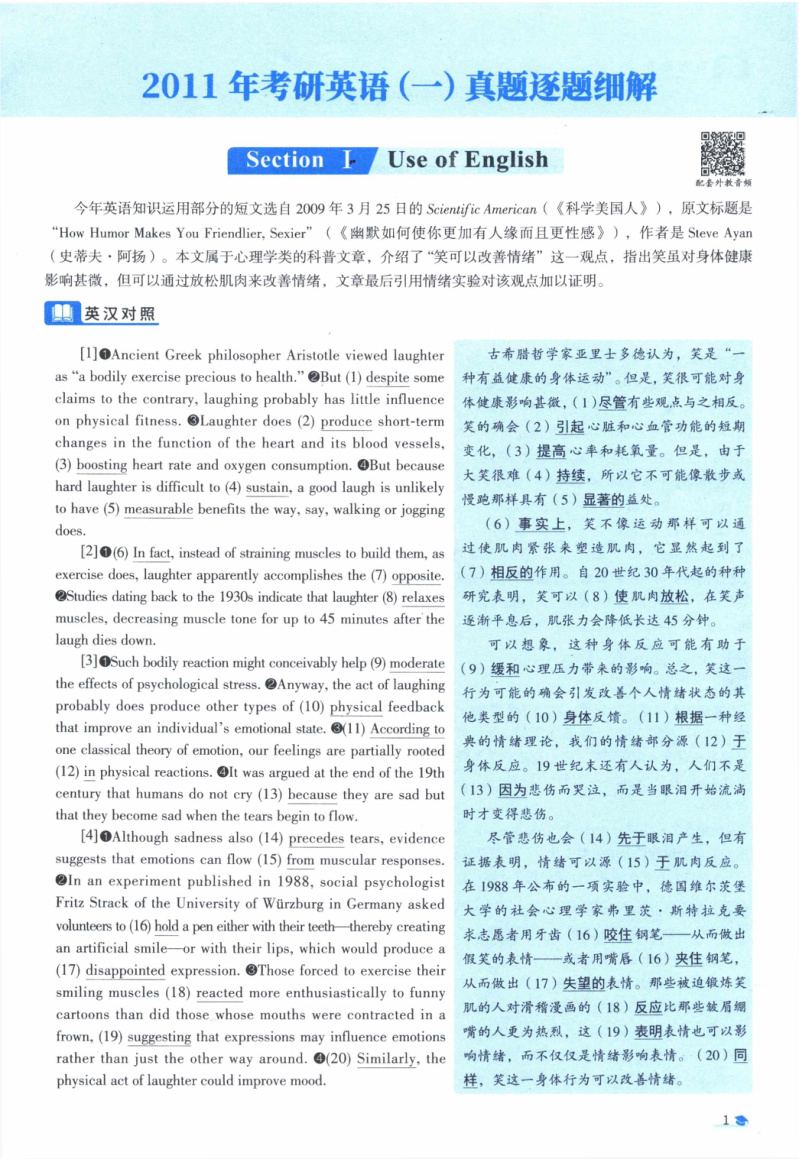 2011 年考研英语(一)真题逐题细解
Section Ⅰ Use of English
配套外教音频
今年英语知识运用部分的短文选自 2009 年 3 月 25 日的 Scientific American(《科学美国人》),原文标题是
“How Humor Makes You Friendlier, Sexier”(《幽默如何使你更加有人缘而且更性感》),作者是 Steve Ayan
(史蒂夫·阿扬)。本文属于心理学类的科普文章,介绍了“笑可以改善情绪”这一观点,指出笑虽对身体健康
影响甚微,但可以通过放松肌肉来改善情绪,文章最后引用情绪实验对该观点加以证明。
英汉对照
[1]❶Ancient Greek philosopher Aristotle viewed laughter
as “a bodily exercise precious to health.” ❷But (1) despite some
claims to the contrary, laughing probably has little influence
on physical fitness. ❸Laughter does (2) produce short-term
changes in the function of the heart and its blood vessels,
(3) boosting heart rate and oxygen consumption. ❹But because
hard laughter is difficult to (4) sustain, a good laugh is unlikely
to have (5) measurable benefits the way, say, walking or jogging
does.
[2]❶(6) In fact, instead of straining muscles to build them, as
exercise does, laughter apparently accomplishes the (7) opposite.
❷Studies dating back to the 1930s indicate that laughter (8) relaxes
muscles, decreasing muscle tone for up to 45 minutes after the
laugh dies down.
[3]❶Such bodily reaction might conceivably help (9) moderate
the effects of psychological stress. ❷Anyway, the act of laughing
probably does produce other types of (10) physical feedback
that improve an individual’s emotional state. ❸(11) According to
one classical theory of emotion, our feelings are partially rooted
(12) in physical reactions. ❹It was argued at the end of the 19th
century that humans do not cry (13) because they are sad but
that they become sad when the tears begin to flow.
[4]❶Although sadness also (14) precedes tears, evidence
suggests that emotions can flow (15) from muscular responses.
❷In an experiment published in 1988, social psychologist
Fritz Strack of the University of Würzburg in Germany asked
volunteers to (16) hold a pen either with their teeth—thereby creating
an artificial smile—or with their lips, which would produce a
(17) disappointed expression. ❸Those forced to exercise their
smiling muscles (18) reacted more enthusiastically to funny
cartoons than did those whose mouths were contracted in a
frown, (19) suggesting that expressions may influence emotions
rather than just the other way around. ❹(20) Similarly, the
physical act of laughter could improve mood.
古希腊哲学家亚里士多德认为,笑是“一
种有益健康的身体运动”。但是,笑很可能对身
体健康影响甚微,(1)尽管有些观点与之相反。
笑的确会(2)引起心脏和心血管功能的短期
变化,(3)提高心率和耗氧量。但是,由于
大笑很难(4)持续,所以它不可能像散步或
慢跑那样具有(5)显著的益处。
(6)事实上,笑不像运动那样可以通
过使肌肉紧张来塑造肌肉,它显然起到了
(7)相反的作用。自 20 世纪 30 年代起的种种
研究表明,笑可以(8)使肌肉放松,在笑声
逐渐平息后,肌张力会降低长达 45 分钟。
可以想象,这种身体反应可能有助于
(9)缓和心理压力带来的影响。总之,笑这一
行为可能的确会引发改善个人情绪状态的其
他类型的(10)身体反馈。(11)根据一种经
典的情绪理论,我们的情绪部分源(12)于
身体反应。19 世纪末还有人认为,人们不是
(13)因为悲伤而哭泣,而是当眼泪开始流淌
时才变得悲伤。
尽管悲伤也会(14)先于眼泪产生,但有
证据表明,情绪可以源(15)于肌肉反应。
在 1988 年公布的一项实验中,德国维尔茨堡
大学的社会心理学家弗里茨·斯特拉克要
求志愿者用牙齿(16)咬住钢笔——从而做出
假笑的表情——或者用嘴唇(16)夹住钢笔,
从而做出(17)失望的表情。那些被迫锻炼笑
肌的人对滑稽漫画的(18)反应比那些皱眉绷
嘴的人更为热烈,这(19)表明表情也可以影
响情绪,而不仅仅是情绪影响表情。(20)同
样,笑这一身体行为可以改善情绪。
1